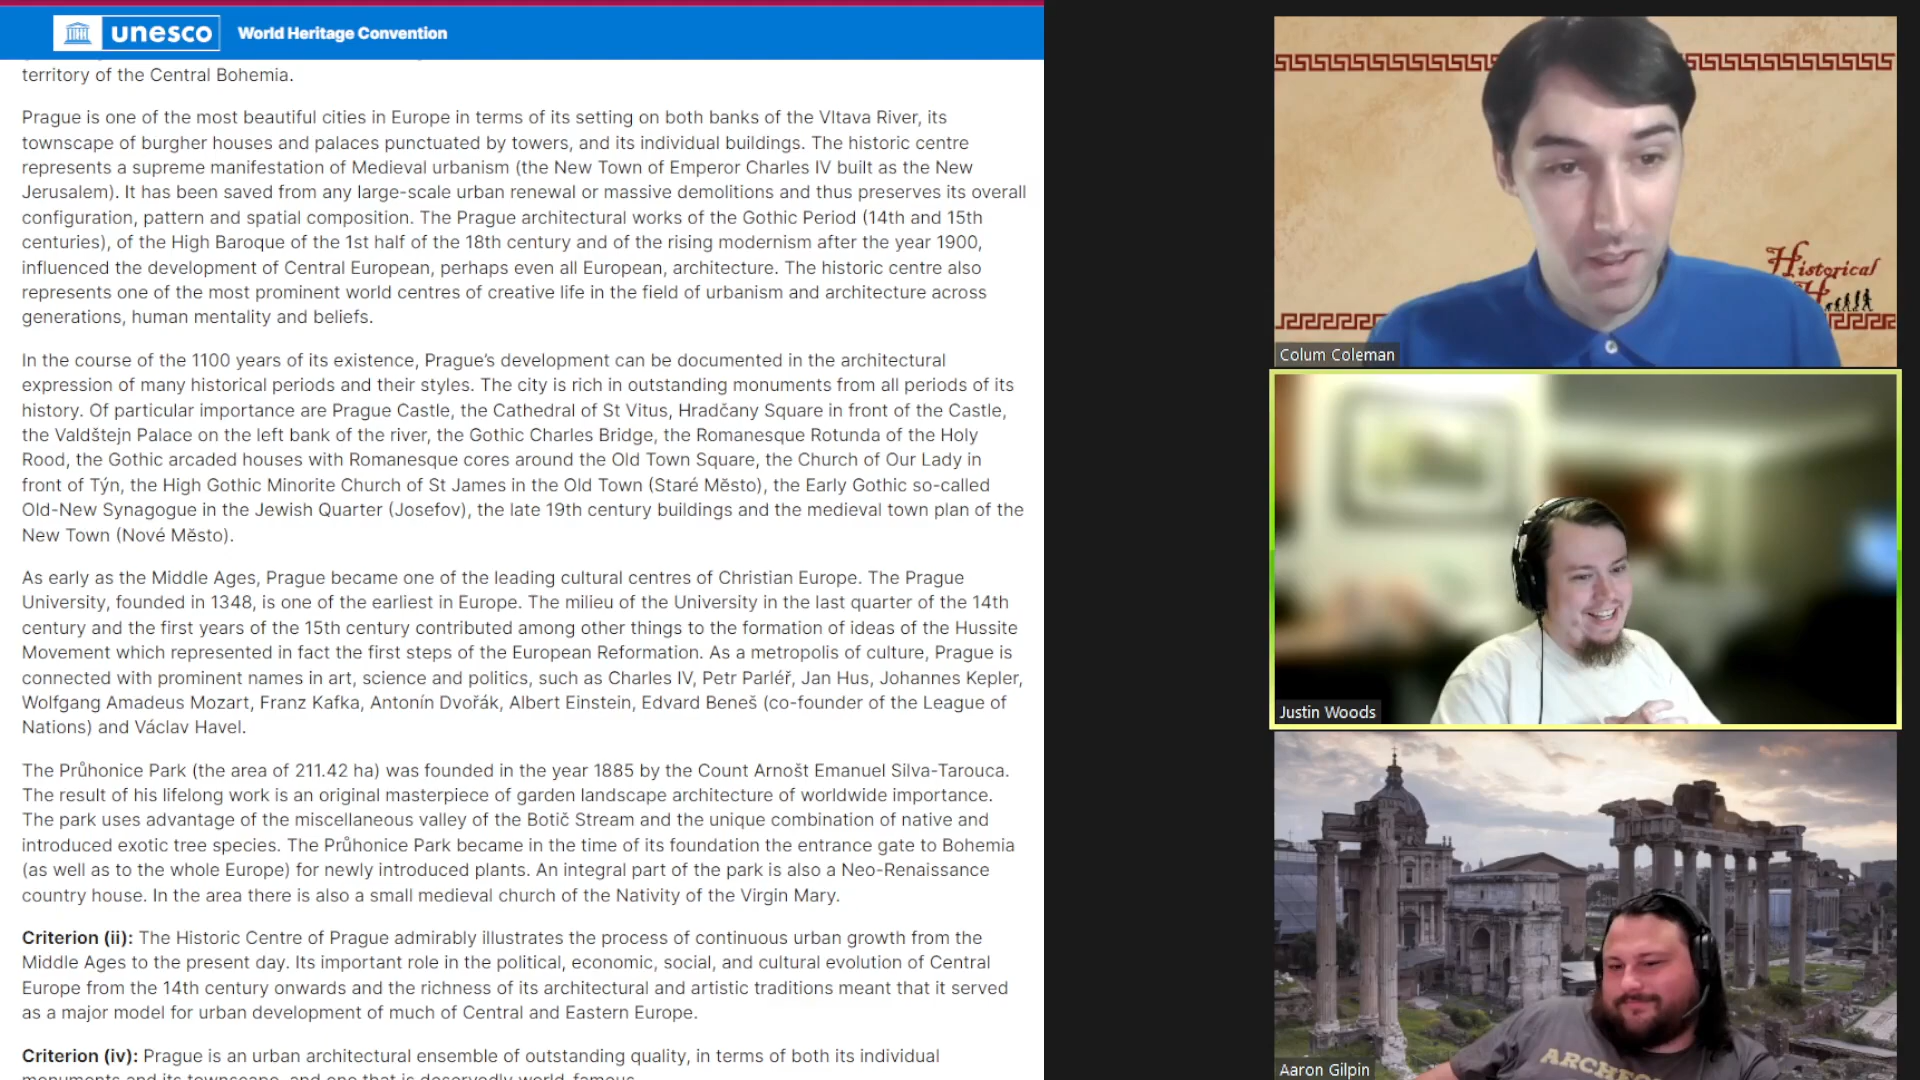 unesco
World Heritage Convention
territory of the Central Bohemia.
Prague is one of the most beautiful cities in Europe in terms of its setting on both banks of the Vltava River, its
townscape of burgher houses and palaces punctuated by towers, and its individual buildings. The historic centre
represents a supreme manifestation of Medieval urbanism (the New Town of Emperor Charles IV built as the New
Jerusalem). It has been saved from any large-scale urban renewal or massive demolitions and thus preserves its overall
configuration, pattern and spatial composition. The Prague architectural works of the Gothic Period (14th and 15th
centuries), of the High Baroque of the 1st half of the 18th century and of the rising modernism after the year 1900,
influenced the development of Central European, perhaps even all European, architecture. The historic centre also
represents one of the most prominent world centres of creative life in the field of urbanism and architecture across
generations, human mentality and beliefs.
In the course of the 1100 years of its existence, Prague’s development can be documented in the architectural
expression of many historical periods and their styles. The city is rich in outstanding monuments from all periods of its
history. Of particular importance are Prague Castle, the Cathedral of St Vitus, Hradčany Square in front of the Castle,
the Valdštejn Palace on the left bank of the river, the Gothic Charles Bridge, the Romanesque Rotunda of the Holy
Rood, the Gothic arcaded houses with Romanesque cores around the Old Town Square, the Church of Our Lady in
front of Týn, the High Gothic Minorite Church of St James in the Old Town (Staré Město), the Early Gothic so-called
Old-New Synagogue in the Jewish Quarter (Josefov), the late 19th century buildings and the medieval town plan of the
New Town (Nové Město).
As early as the Middle Ages, Prague became one of the leading cultural centres of Christian Europe. The Prague
University, founded in 1348, is one of the earliest in Europe. The milieu of the University in the last quarter of the 14th
century and the first years of the 15th century contributed among other things to the formation of ideas of the Hussite
Movement which represented in fact the first steps of the European Reformation. As a metropolis of culture, Prague is
connected with prominent names in art, science and politics, such as Charles IV, Petr Parléř, Jan Hus, Johannes Kepler,
Wolfgang Amadeus Mozart, Franz Kafka, Antonín Dvořák, Albert Einstein, Edvard Beneš (co-founder of the League of
Nations) and Václav Havel.
The Průhonice Park (the area of 211.42 ha) was founded in the year 1885 by the Count Arnošt Emanuel Silva-Tarouca.
The result of his lifelong work is an original masterpiece of garden landscape architecture of worldwide importance.
The park uses advantage of the miscellaneous valley of the Botič Stream and the unique combination of native and
introduced exotic tree species. The Průhonice Park became in the time of its foundation the entrance gate to Bohemia
(as well as to the whole Europe) for newly introduced plants. An integral part of the park is also a Neo-Renaissance
country house. In the area there is also a small medieval church of the Nativity of the Virgin Mary.
Criterion (ii): The Historic Centre of Prague admirably illustrates the process of continuous urban growth from the
Middle Ages to the present day. Its important role in the political, economic, social, and cultural evolution of Central
Europe from the 14th century onwards and the richness of its architectural and artistic traditions meant that it served
as a major model for urban development of much of Central and Eastern Europe.
Criterion (iv): Prague is an urban architectural ensemble of outstanding quality, in terms of both its individual
monuments and its townscape, and one that is deservedly world-famous.
Historical
H
Colum Coleman
Justin Woods
Aaron Gilpin